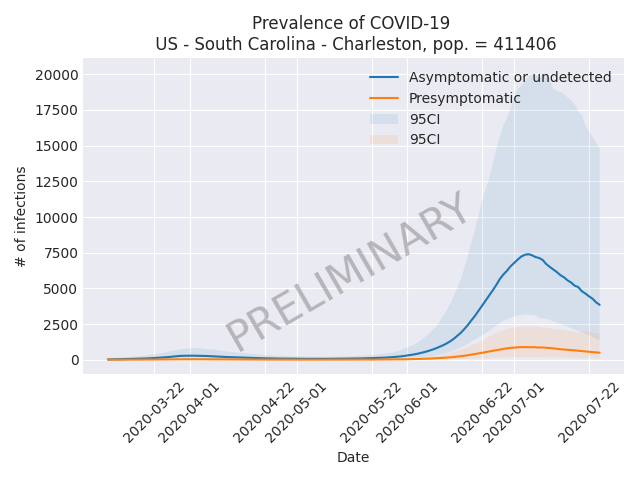 Prevalence of COVID-19
US - South Carolina - Charleston, pop. = 411406
# of infections
20000
17500
15000
12500
10000
7500
5000
2500
0
Asymptomatic or undetected
Presymptomatic
95CI
95CI
PRELIMINARY
2020-03-22
2020-04-01
2020-04-22
2020-05-01
2020-05-22
2020-06-01
2020-06-22
2020-07-01
2020-07-22
Date